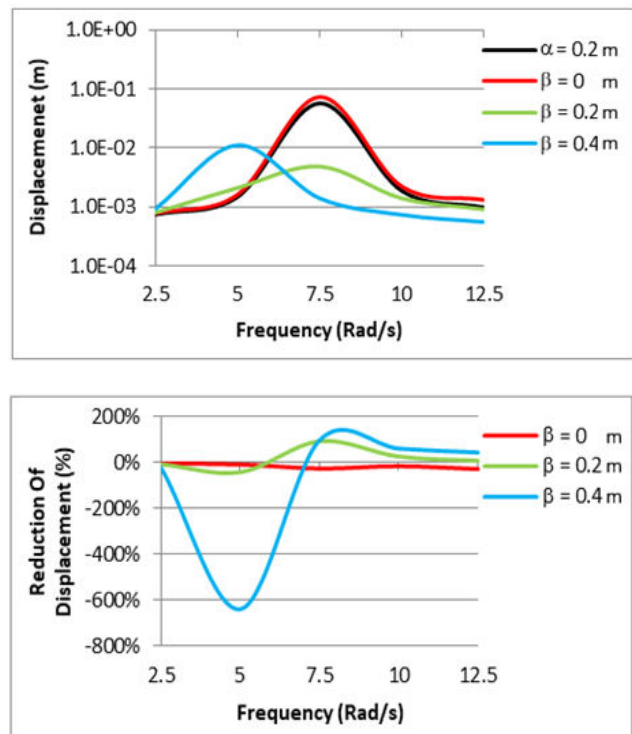 1.0E+00
1.0E-01
1.0E-02
1.0E-03
1.0E-04
Displacemenet (m)
2.5 5 7.5 10 12.5
Frequency (Rad/s)
α = 0.2 m
β = 0 m
β = 0.2 m
β = 0.4 m
200%
0%
-200%
-400%
-600%
-800%
Reduction Of
Displacement (%)
2.5 5 7.5 10 12.5
Frequency (Rad/s)
β = 0 m
β = 0.2 m
β = 0.4 m